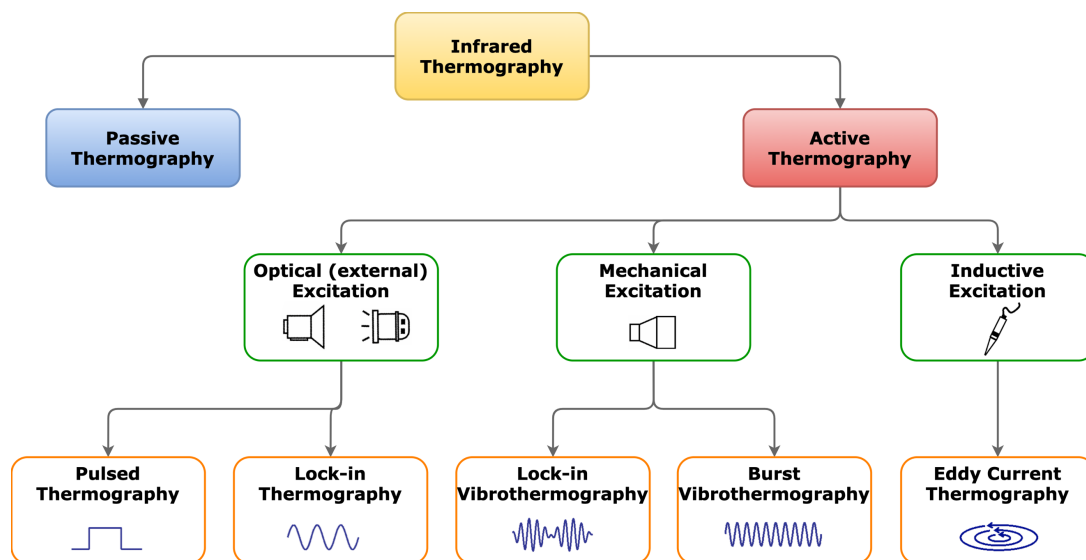 Infrared
Thermography
Passive
Thermography
Active
Thermography
Optical (external)
Excitation
Mechanical
Excitation
Inductive
Excitation
Pulsed
Thermography
Lock-in
Thermography
Lock-in
Vibrothermography
Burst
Vibrothermography
Eddy Current
Thermography